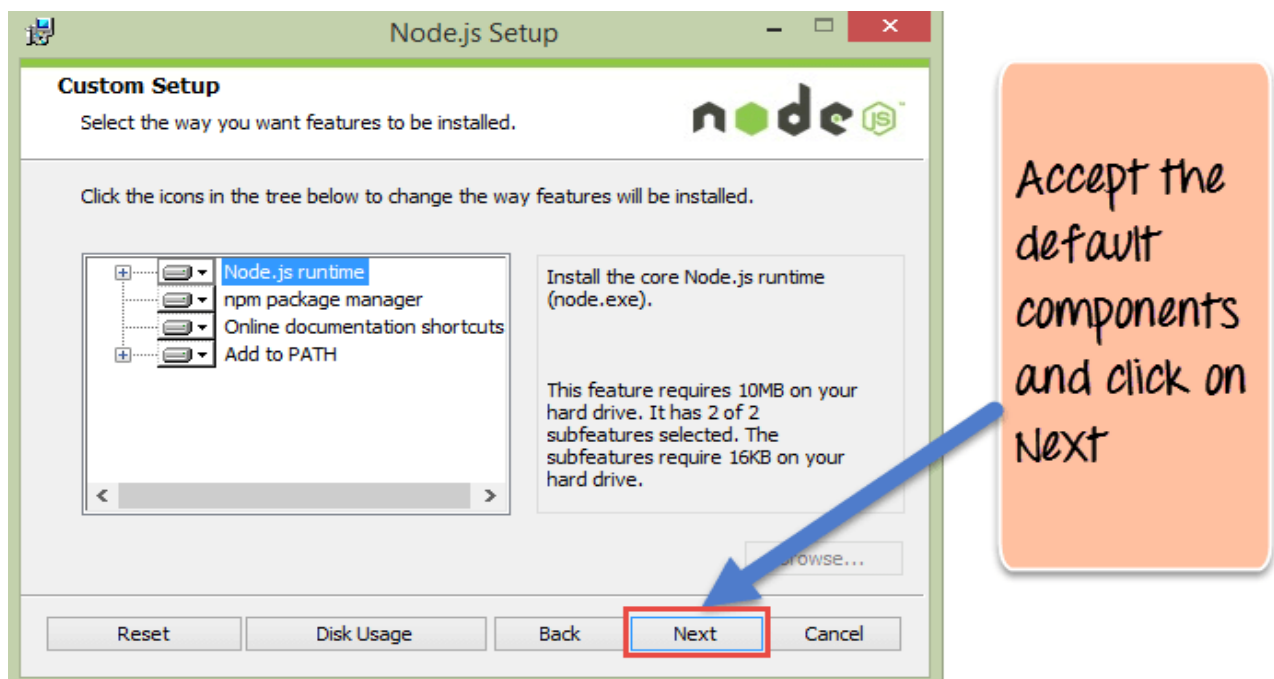 Node.js Setup
Custom Setup
Select the way you want features to be installed.
node JS
Click the icons in the tree below to change the way features will be installed.
Node.js runtime
npm package manager
Online documentation shortcuts
Add to PATH
Install the core Node.js runtime
(node.exe).
This feature requires 10MB on your
hard drive. It has 2 of 2
subfeatures selected. The
subfeatures require 16KB on your
hard drive.
rowse...
Reset
Disk Usage
Back
Next
Cancel
Accept the
default
components
and click on
Next